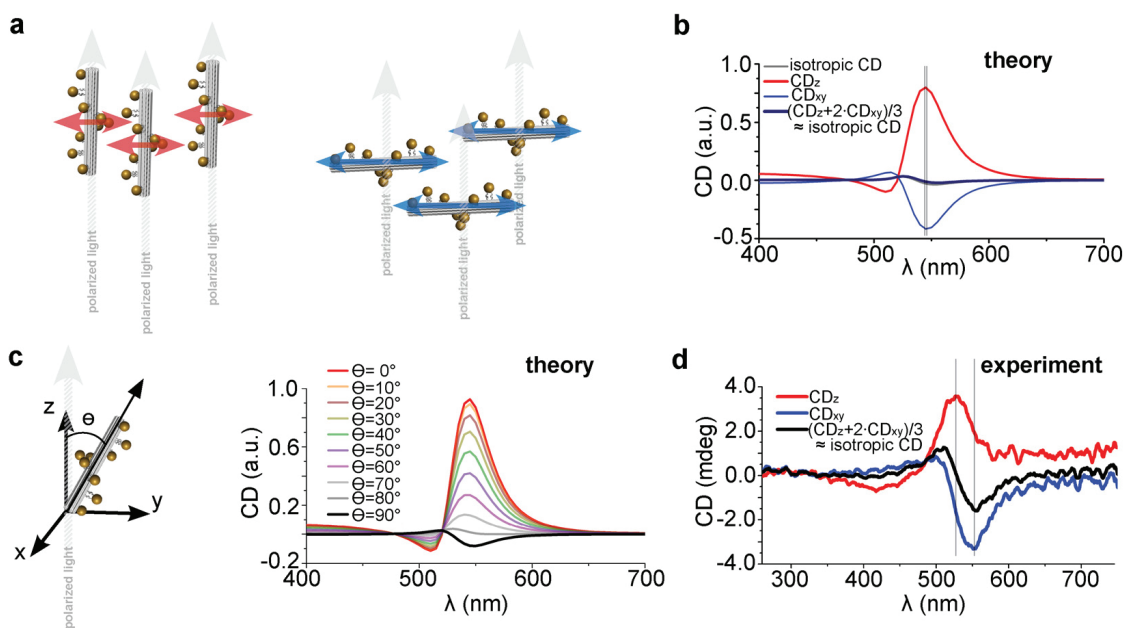 a
polarized light
polarized light
polarized light
polarized light
polarized light
polarized light
b
theory
isotropic CD
CDz
CDxy
(CDz+2·CDxy)/3
≈ isotropic CD
CD (a.u.)
1.0
0.5
0.0
-0.5
400
500
600
700
λ (nm)
c
z
Θ
y
x
polarized light
theory
Θ= 0°
Θ=10°
Θ=20°
Θ=30°
Θ=40°
Θ=50°
Θ=60°
Θ=70°
Θ=80°
Θ=90°
CD (a.u.)
1.0
0.6
0.2
-0.2
400
500
600
700
λ (nm)
d
experiment
CDz
CDxy
(CDz+2·CDxy)/3
≈ isotropic CD
CD (mdeg)
4.0
2.0
0.0
-2.0
-4.0
300
400
500
600
700
λ (nm)